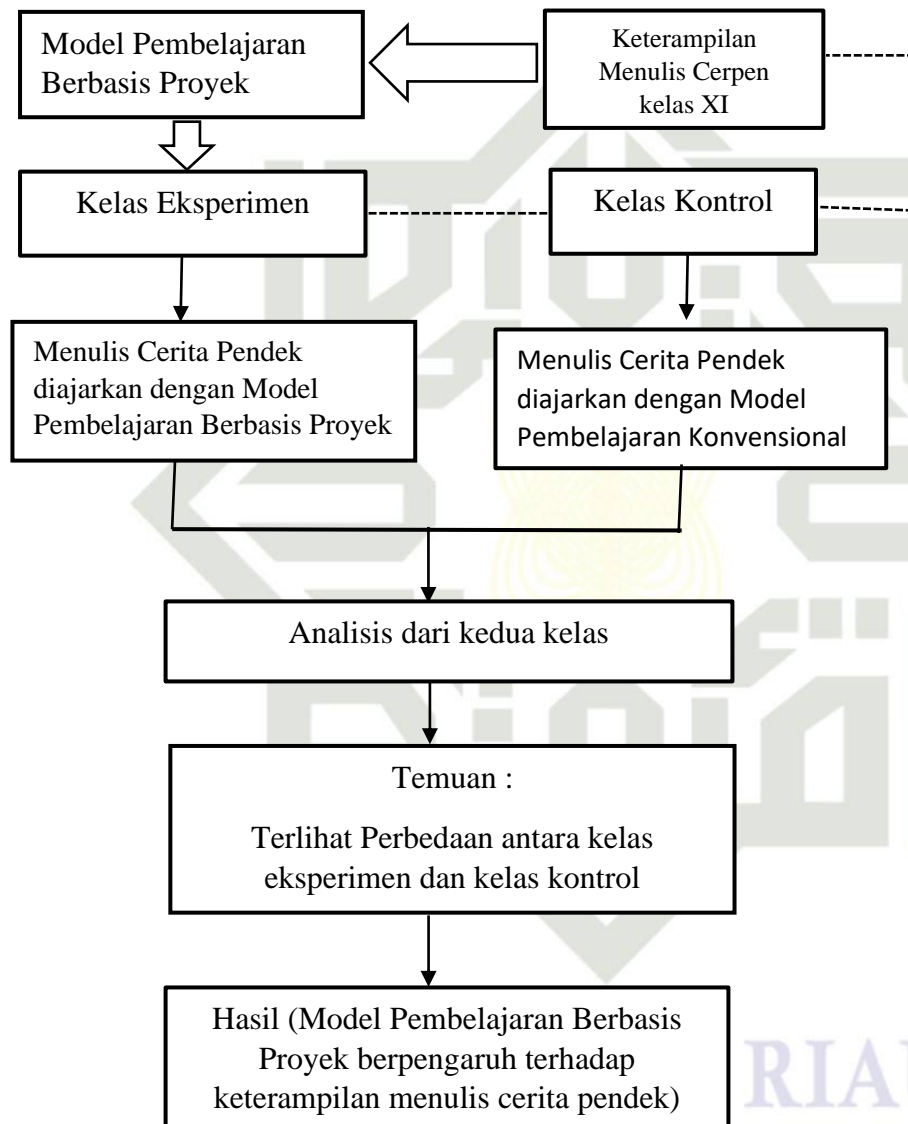 Model Pembelajaran
Berbasis Proyek
Keterampilan
Menulis Cerpen
kelas XI
Kelas Eksperimen
Kelas Kontrol
Menulis Cerita Pendek
diajarkan dengan Model
Pembelajaran Berbasis Proyek
Menulis Cerita Pendek
diajarkan dengan Model
Pembelajaran Konvensional
Analisis dari kedua kelas
Temuan :
Terlihat Perbedaan antara kelas
eksperimen dan kelas kontrol
Hasil (Model Pembelajaran Berbasis
Proyek berpengaruh terhadap
keterampilan menulis cerita pendek)